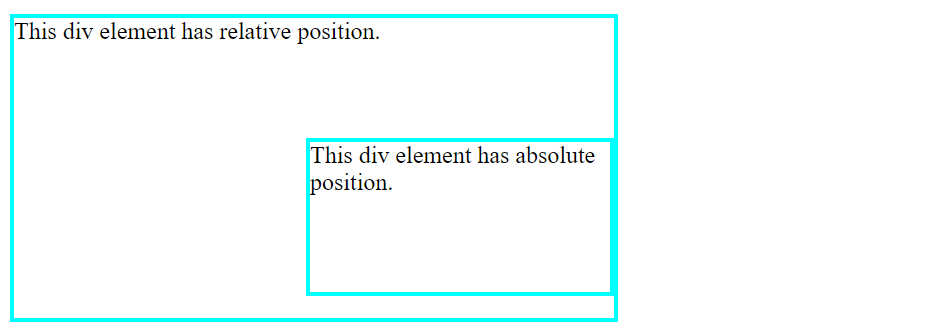 This div element has relative position.
This div element has absolute
position.